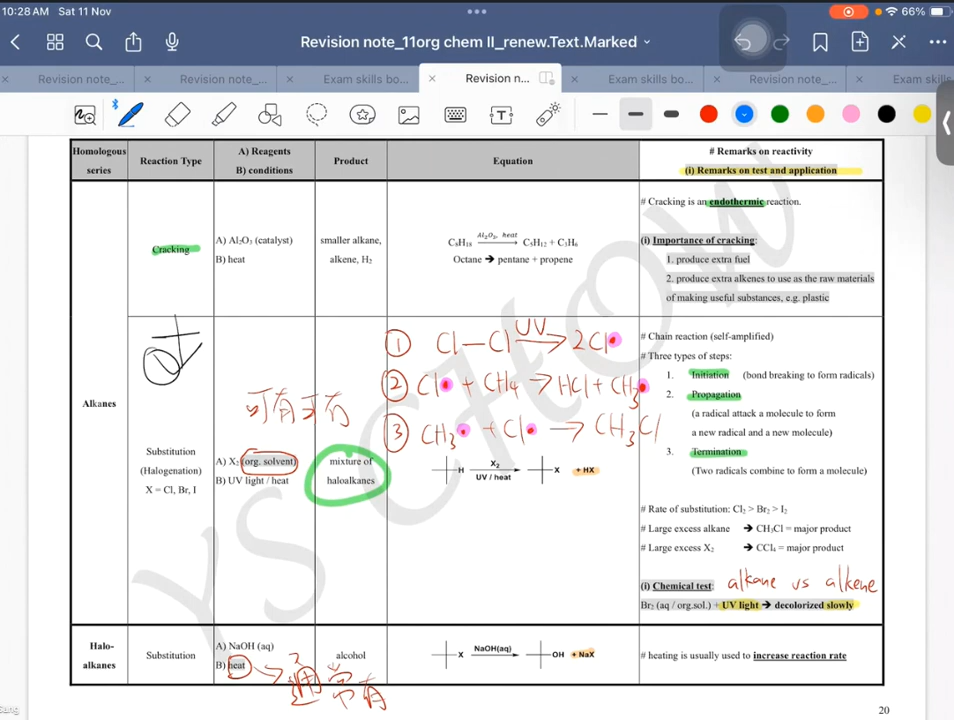 10:28 AM Sat 11 Nov
66%
Revision note_11org chem II_renew.Text.Marked
Revision note_...
Revision note_...
Exam skills bo...
Revision n...
Exam skills bo...
Revision note_...
Exam skills
Homologous series
Reaction Type
A) Reagents
B) conditions
Product
Equation
# Remarks on reactivity
(i) Remarks on test and application
Alkanes
Cracking
A) Al₂O₃ (catalyst)
B) heat
smaller alkane,
alkene, H₂
C₈H₁₈ Al₂O₃, heat → C₅H₁₂ + C₃H₆
Octane → pentane + propene
# Cracking is an endothermic reaction.
(i) Importance of cracking:
1. produce extra fuel
2. produce extra alkenes to use as the raw materials
of making useful substances, e.g. plastic
Substitution
(Halogenation)
X = Cl, Br, I
可有可冇
A) X₂ (org. solvent)
B) UV light / heat
mixture of
haloalkanes
① Cl—Cl UV → 2Cl•
② Cl• + CH4 → HCl + CH3•
③ CH3• + Cl• → CH3Cl
H X₂ UV / heat X + HX
# Chain reaction (self-amplified)
# Three types of steps:
1. Initiation (bond breaking to form radicals)
2. Propagation
(a radical attack a molecule to form
a new radical and a new molecule)
3. Termination
(Two radicals combine to form a molecule)
# Rate of substitution: Cl₂ > Br₂ > I₂
# Large excess alkane → CH₃Cl = major product
# Large excess X₂ → CCl₄ = major product
(i) Chemical test: alkane vs alkene
Br₂ (aq / org.sol.) + UV light → decolorized slowly
Halo-
alkanes
Substitution
A) NaOH (aq)
B) heat → 通常有
alcohol
X NaOH(aq) OH + NaX
# heating is usually used to increase reaction rate
YS CHOW
20